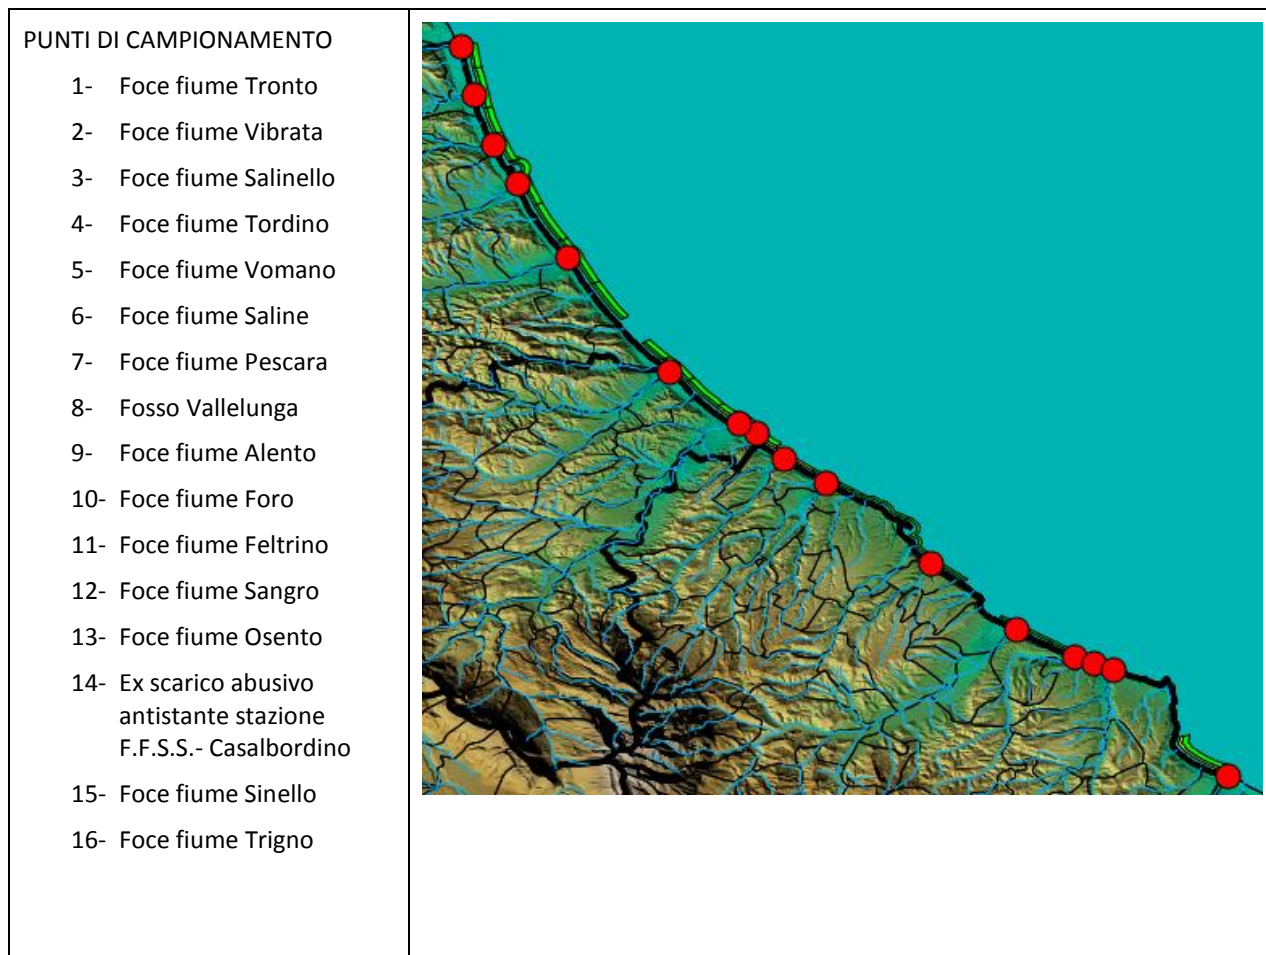 PUNTI DI CAMPIONAMENTO
1- Foce fiume Tronto
2- Foce fiume Vibrata
3- Foce fiume Salinello
4- Foce fiume Tordino
5- Foce fiume Vomano
6- Foce fiume Saline
7- Foce fiume Pescara
8- Fosso Vallelunga
9- Foce fiume Alento
10- Foce fiume Foro
11- Foce fiume Feltrino
12- Foce fiume Sangro
13- Foce fiume Osento
14- Ex scarico abusivo
antistante stazione
F.F.S.S.- Casalbordino
15- Foce fiume Sinello
16- Foce fiume Trigno